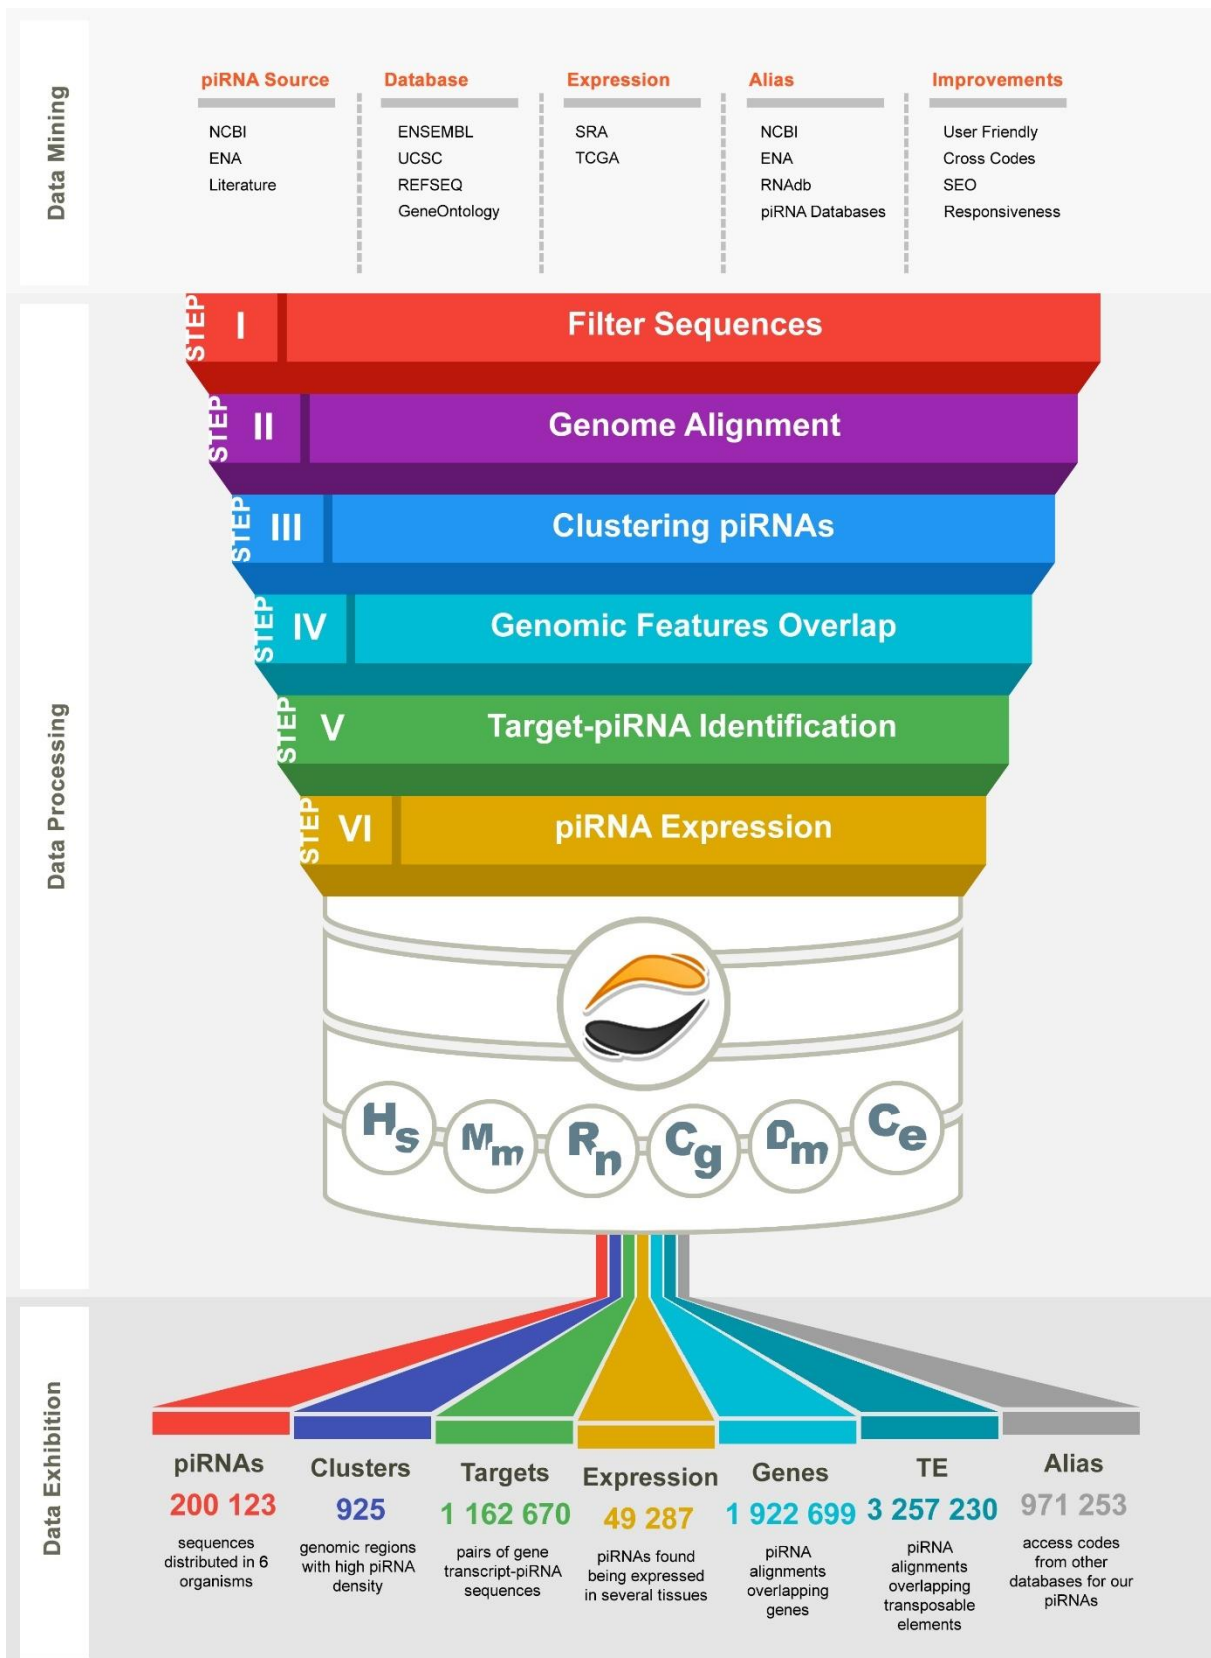 Data Mining
piRNA Source
NCBI
ENA
Literature
Database
ENSEMBL
UCSC
REFSEQ
GeneOntology
Expression
SRA
TCGA
Alias
NCBI
ENA
RNAdb
piRNA Databases
Improvements
User Friendly
Cross Codes
SEO
Responsiveness
Data Processing
STEP I Filter Sequences
STEP II Genome Alignment
STEP III Clustering piRNAs
STEP IV Genomic Features Overlap
STEP V Target-piRNA Identification
STEP VI piRNA Expression
Hs Mm Rn Cg Dm Ce
Data Exhibition
piRNAs
200 123
sequences
distributed in 6
organisms
Clusters
925
genomic regions
with high piRNA
density
Targets
1 162 670
pairs of gene
transcript-piRNA
sequences
Expression
49 287
piRNAs found
being expressed
in several tissues
Genes
1 922 699
piRNA
alignments
overlapping
genes
TE
3 257 230
piRNA
alignments
overlapping
transposable
elements
Alias
971 253
access codes
from other
databases for our
piRNAs